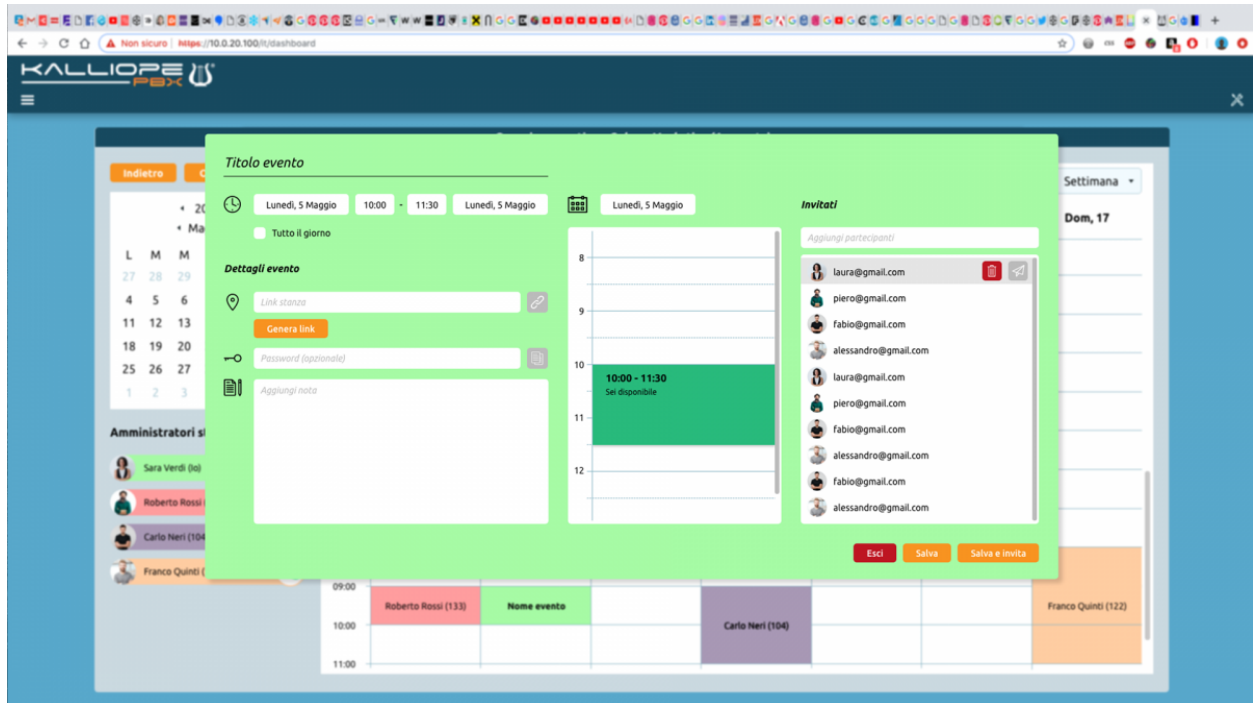 Non sicuro https://10.0.20.100/it/dashboard
KALLIOPE
PBX
Indietro
Settimana
Dom, 17
L M M
27 28 29
4 5 6
11 12 13
18 19 20
25 26 27
1 2 3
Sara Verdi (Io)
Roberto Rossi
Carlo Neri (104
Franco Quinti (
Titolo evento
Lunedì, 5 Maggio 10:00 - 11:30 Lunedì, 5 Maggio
Tutto il giorno
Dettagli evento
Link stanza
Genera link
Password (opzionale)
Aggiungi nota
Lunedì, 5 Maggio
8
9
10
10:00 - 11:30
Sei disponibile
11
12
Invitati
Aggiungi partecipanti
laura@gmail.com
piero@gmail.com
fabio@gmail.com
alessandro@gmail.com
laura@gmail.com
piero@gmail.com
fabio@gmail.com
alessandro@gmail.com
fabio@gmail.com
alessandro@gmail.com
Esci Salva Salva e invita
09:00
Roberto Rossi (133) Nome evento Franco Quinti (122)
10:00 Carlo Neri (104)
11:00